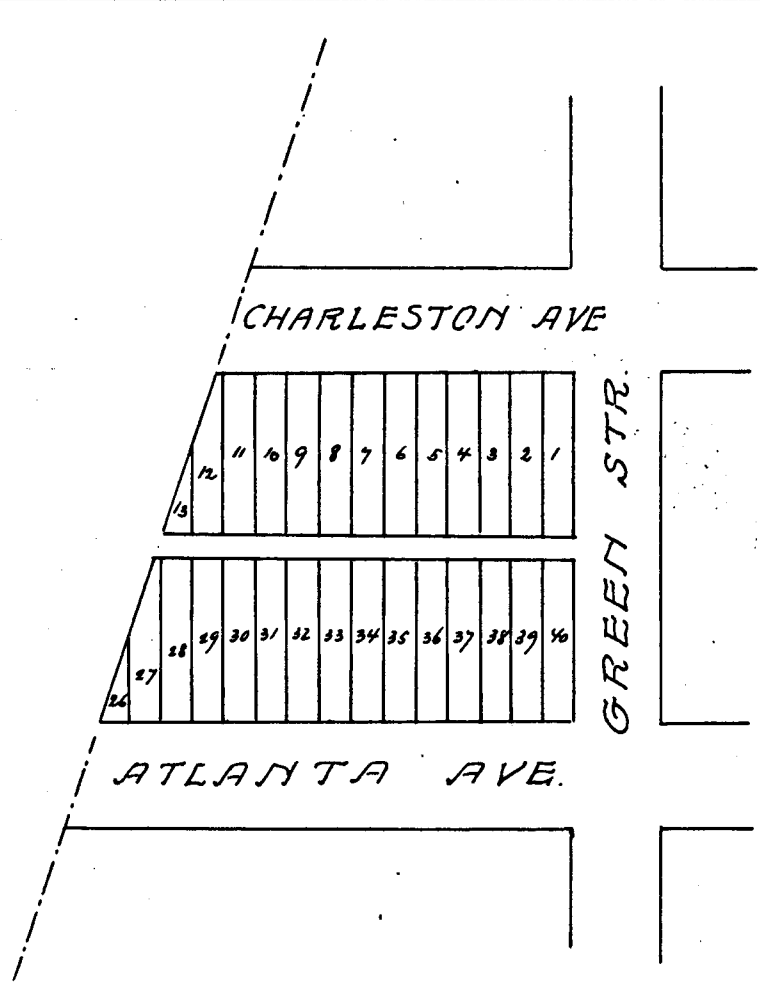 CHARLESTON AVE
13 12 11 10 9 8 7 6 5 4 3 2 1
GREEN STR.
26 27 28 29 30 31 32 33 34 35 36 37 38 39 40
ATLANTA AVE.